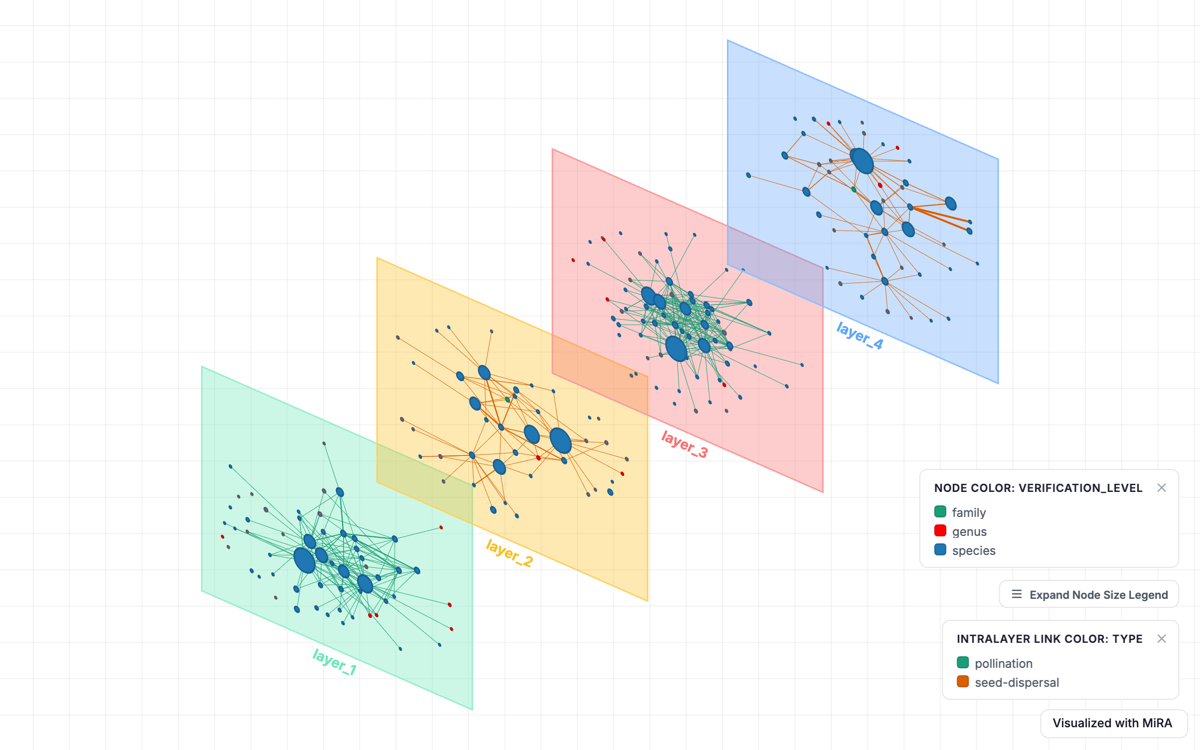 layer_4
layer_3
layer_2
layer_1
NODE COLOR: VERIFICATION_LEVEL
family
genus
species
Expand Node Size Legend
INTRALAYER LINK COLOR: TYPE
pollination
seed-dispersal
Visualized with MiRA